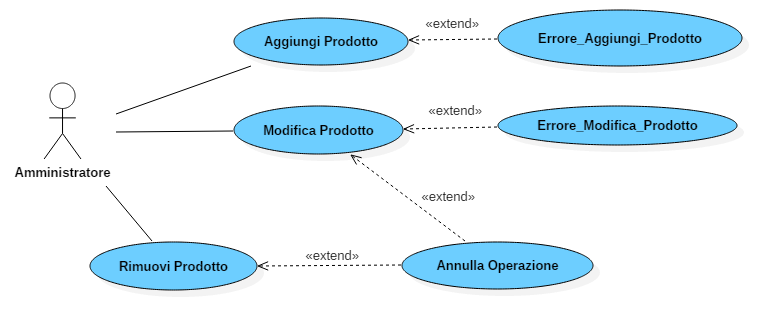 «extend»
Aggiungi Prodotto
Errore_Aggiungi_Prodotto
«extend»
Modifica Prodotto
Errore_Modifica_Prodotto
Amministratore
«extend»
«extend»
Rimuovi Prodotto
Annulla Operazione